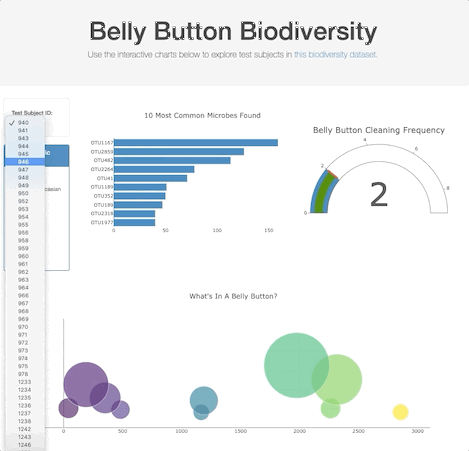 Belly Button Biodiversity
Use the interactive charts below to explore test subjects in this biodiversity dataset.
Test Subject ID:
940
941
943
944
945
946
947
948
949
950
952
953
954
955
956
958
959
960
961
962
963
964
966
967
968
969
970
971
972
973
974
975
978
1233
1234
1235
1236
1237
1238
1242
1243
1246
10 Most Common Microbes Found
OTU1167
OTU2859
OTU482
OTU2264
OTU41
OTU1189
OTU352
OTU189
OTU2318
OTU1977
0 50 100 150
Belly Button Cleaning Frequency
0 2 4 6 8
2
What's In A Belly Button?
0 500 1000 1500 2000 2500 3000